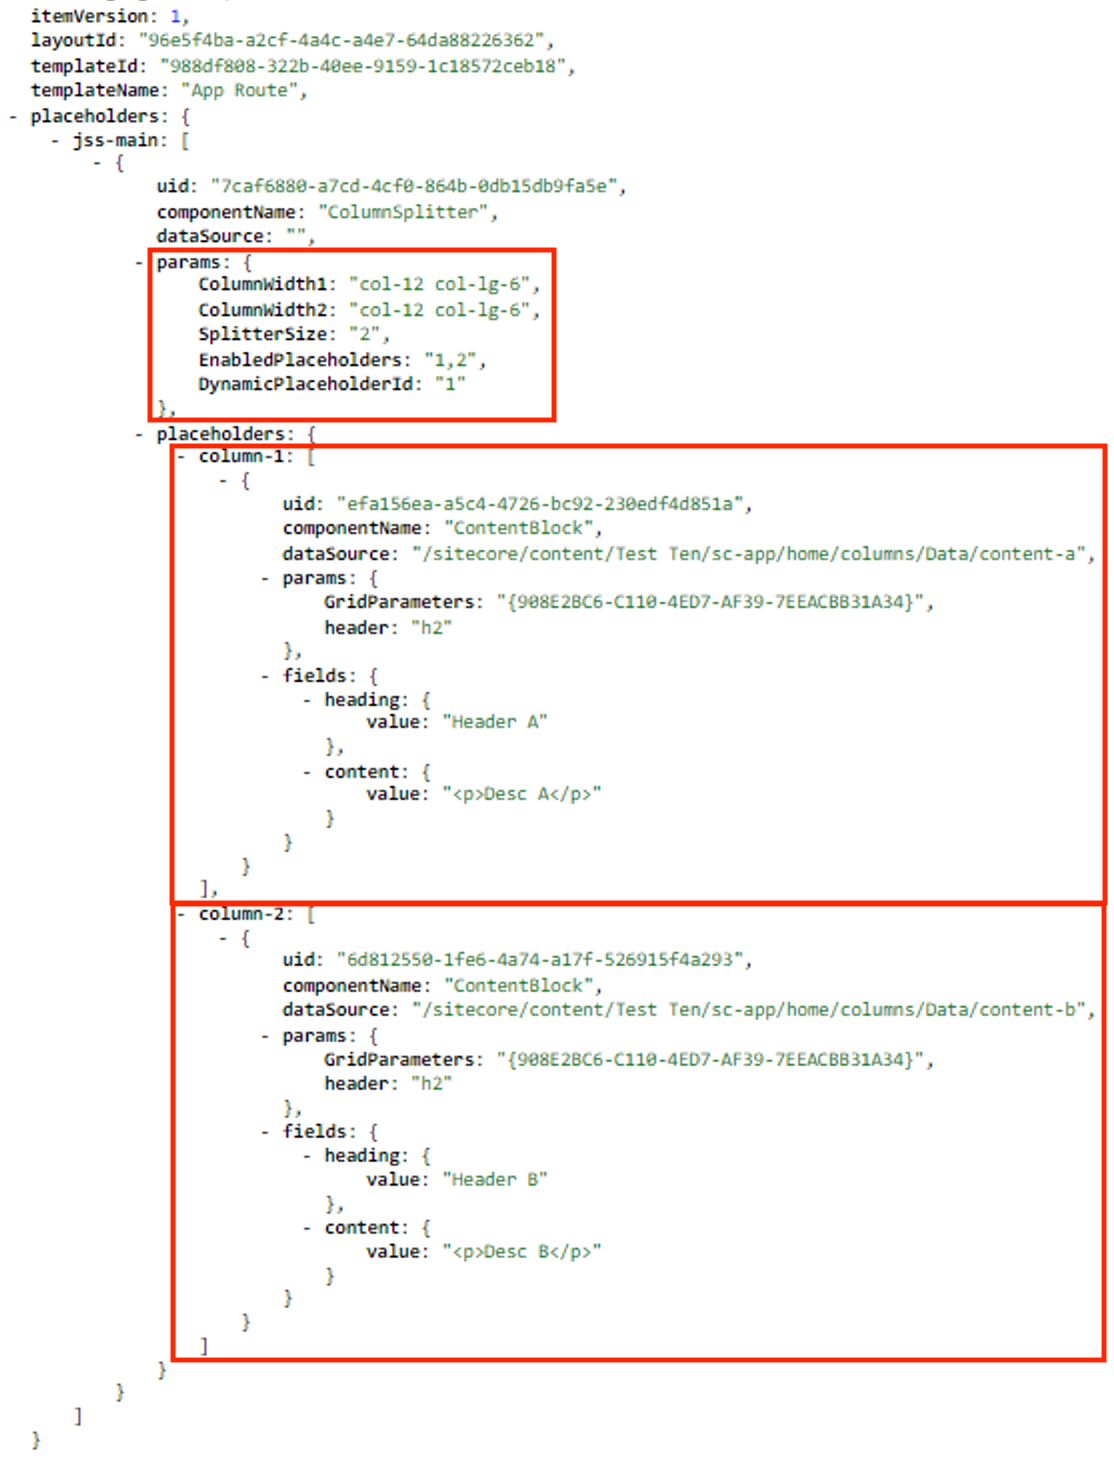 itemVersion: 1,
layoutId: "96e5f4ba-a2cf-4a4c-a4e7-64da88226362",
templateId: "988df808-322b-40ee-9159-1c18572ceb18",
templateName: "App Route",
- placeholders: {
- jss-main: [
- {
uid: "7caf6880-a7cd-4cf0-864b-0db15db9fa5e",
componentName: "ColumnSplitter",
dataSource: "",
- params: {
ColumnWidth1: "col-12 col-lg-6",
ColumnWidth2: "col-12 col-lg-6",
SplitterSize: "2",
EnabledPlaceholders: "1,2",
DynamicPlaceholderId: "1"
},
- placeholders: {
- column-1: [
- {
uid: "efa156ea-a5c4-4726-bc92-230edf4d851a",
componentName: "ContentBlock",
dataSource: "/sitecore/content/Test Ten/sc-app/home/columns/Data/content-a",
- params: {
GridParameters: "{908E2BC6-C110-4ED7-AF39-7EEACBB31A34}",
header: "h2"
},
- fields: {
- heading: {
value: "Header A"
},
- content: {
value: "<p>Desc A</p>"
}
}
}
],
- column-2: [
- {
uid: "6d812550-1fe6-4a74-a17f-526915f4a293",
componentName: "ContentBlock",
dataSource: "/sitecore/content/Test Ten/sc-app/home/columns/Data/content-b",
- params: {
GridParameters: "{908E2BC6-C110-4ED7-AF39-7EEACBB31A34}",
header: "h2"
},
- fields: {
- heading: {
value: "Header B"
},
- content: {
value: "<p>Desc B</p>"
}
}
}
]
}
}
]
}